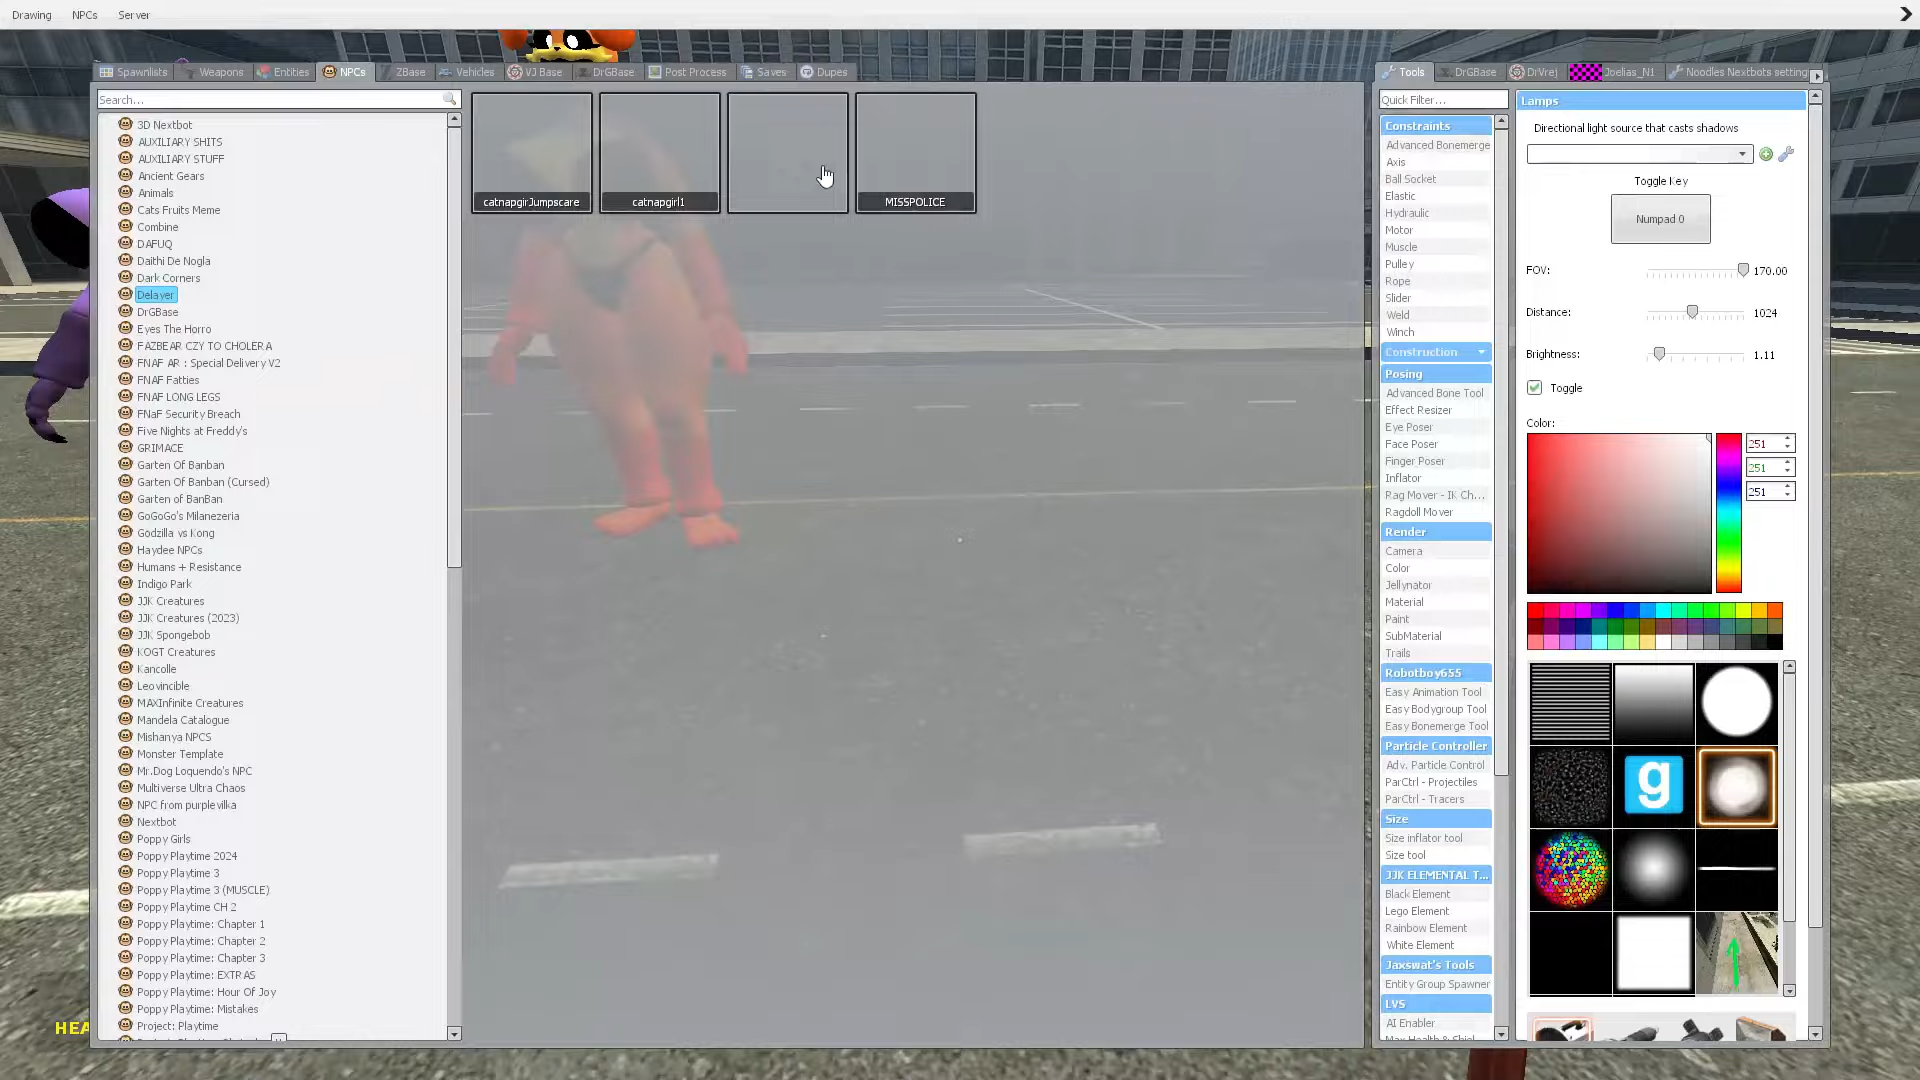 Drawing NPCs Server
Spawnlists Weapons Entities NPCs ZBase Vehicles VJ Base DrGBase Post Process Saves Dupes
Search...
3D Nextbot
AUXILIARY SHITS
AUXILIARY STUFF
Ancient Gears
Animals
Cats Fruits Meme
Combine
DAFUQ
Daithi De Nogla
Dark Corners
Delayer
DrGBase
Eyes The Horro
FAZBEAR CZY TO CHOLERA
FNAF AR : Special Delivery V2
FNAF Fatties
FNAF LONG LEGS
FNaF Security Breach
Five Nights at Freddy's
GRIMACE
Garten Of Banban
Garten Of Banban (Cursed)
Garten of BanBan
GoGoGo's Milanezeria
Godzilla vs Kong
Haydee NPCs
Humans + Resistance
Indigo Park
JJK Creatures
JJK Creatures (2023)
JJK Spongebob
KOGT Creatures
Kancolle
Leovincible
MAXInfinite Creatures
Mandela Catalogue
Mishanya NPCS
Monster Template
Mr.Dog Loquendo's NPC
Multiverse Ultra Chaos
NPC from purplevilka
Nextbot
Poppy Girls
Poppy Playtime 2024
Poppy Playtime 3
Poppy Playtime 3 (MUSCLE)
Poppy Playtime CH 2
Poppy Playtime: Chapter 1
Poppy Playtime: Chapter 2
Poppy Playtime: Chapter 3
Poppy Playtime: EXTRAS
Poppy Playtime: Hour Of Joy
Poppy Playtime: Mistakes
Project: Playtime
catnapgirJumpscare
catnapgirl1
MISSPOLICE
HEA
Tools DrGBase DrVrej Joelias_N1 Noodles Nextbots setting
Quick Filter...
Constraints
Advanced Bonemerge
Axis
Ball Socket
Elastic
Hydraulic
Motor
Muscle
Pulley
Rope
Slider
Weld
Winch
Construction
Posing
Advanced Bone Tool
Effect Resizer
Eye Poser
Face Poser
Finger Poser
Inflator
Rag Mover - IK Ch...
Ragdoll Mover
Render
Camera
Color
Jellynator
Material
Paint
SubMaterial
Trails
Robotboy655
Easy Animation Tool
Easy Bodygroup Tool
Easy Bonemerge Tool
Particle Controller
Adv. Particle Control
ParCtrl - Projectiles
ParCtrl - Tracers
Size
Size inflator tool
Size tool
JJK ELEMENTAL T...
Black Element
Lego Element
Rainbow Element
White Element
Jaxswat's Tools
Entity Group Spawner
LVS
AI Enabler
Lamps
Directional light source that casts shadows
Toggle Key
Numpad 0
FOV: 170.00
Distance: 1024
Brightness: 1.11
Toggle
Color:
251
251
251
g